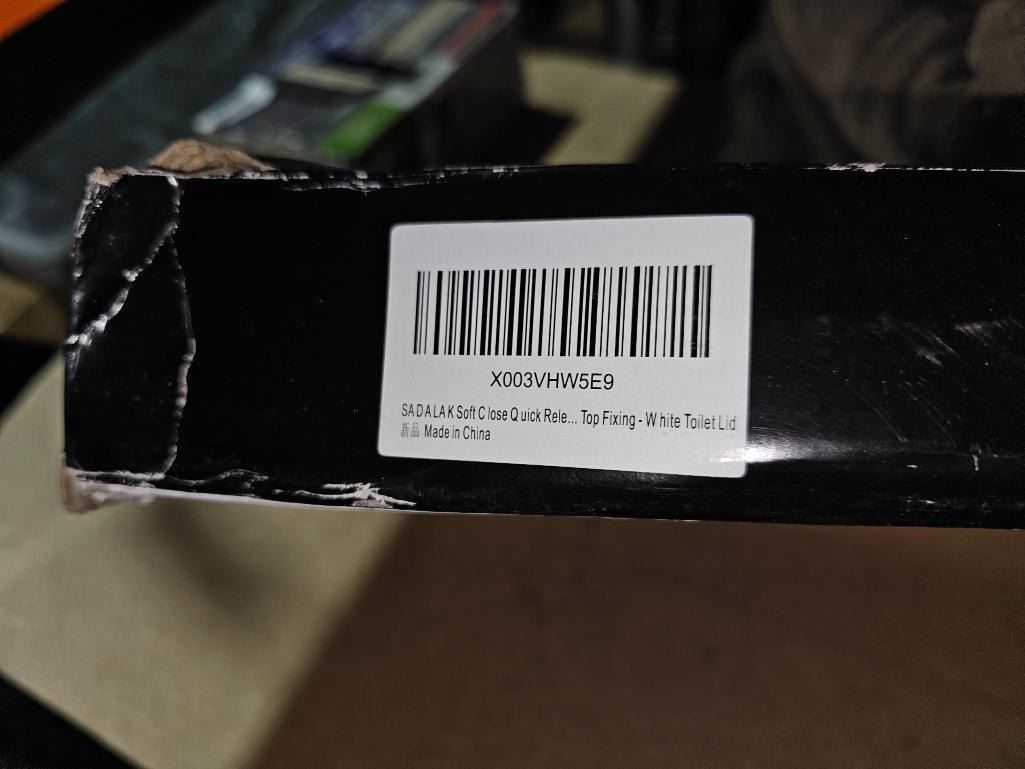 X003VHW5E9
SADALAK Soft Close Quick Rele... Top Fixing - White Toilet Lid
新品 Made in China